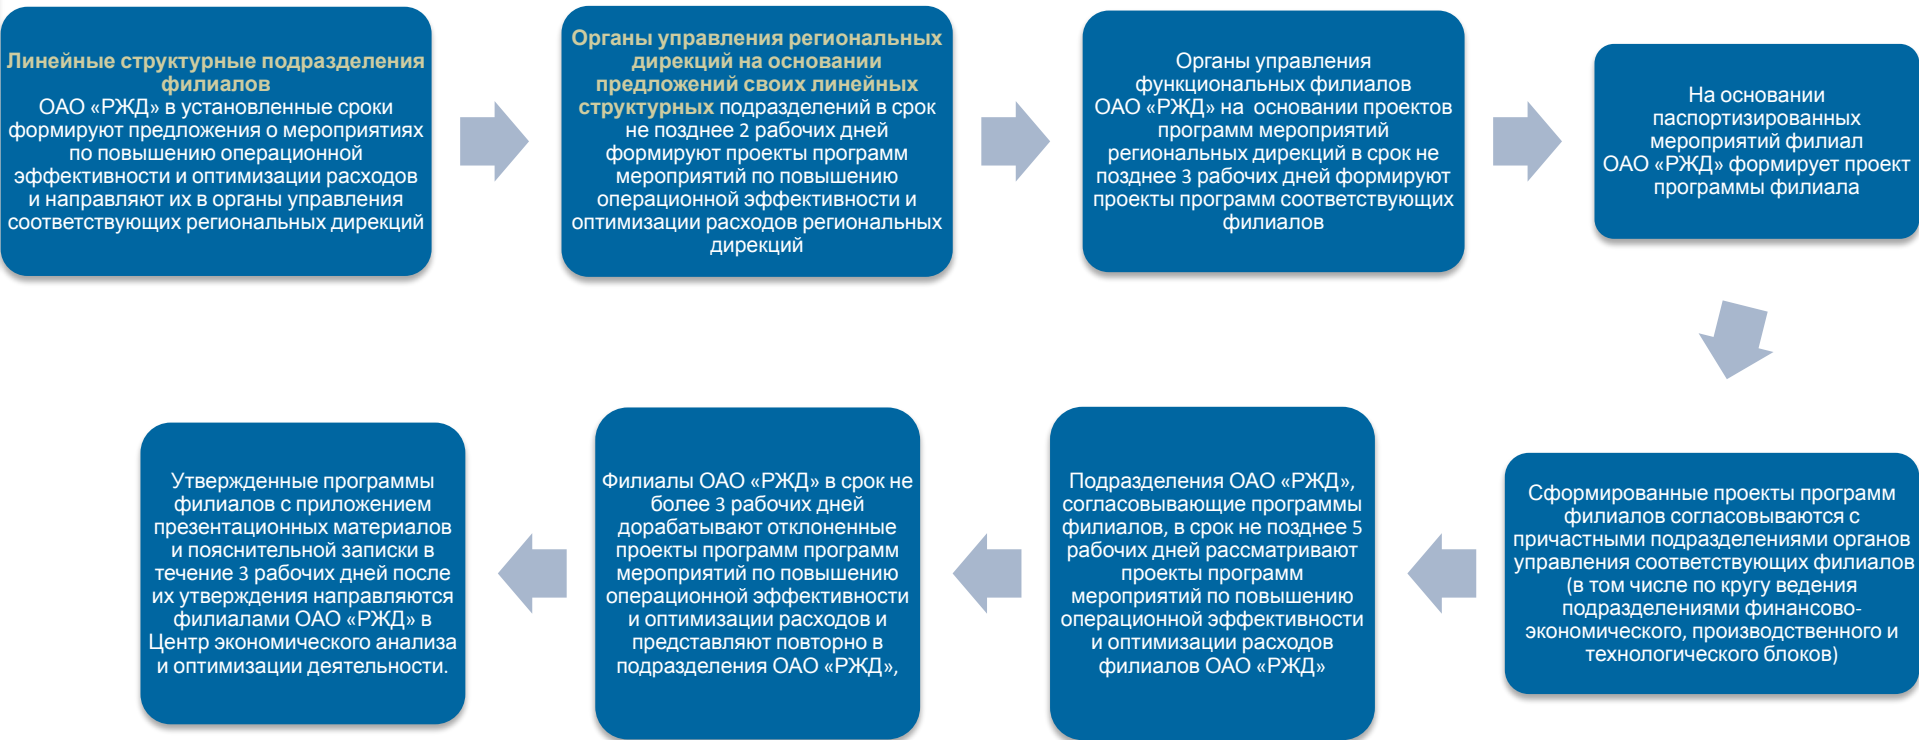 Линейные структурные подразделения
филиалов
ОАО «РЖД» в установленные сроки
формируют предложения о мероприятиях
по повышению операционной
эффективности и оптимизации расходов
и направляют их в органы управления
соответствующих региональных дирекций
Органы управления региональных
дирекций на основании
предложений своих линейных
структурных подразделений в срок
не позднее 2 рабочих дней
формируют проекты программ
мероприятий по повышению
операционной эффективности и
оптимизации расходов региональных
дирекций
Органы управления
функциональных филиалов
ОАО «РЖД» на основании проектов
программ мероприятий
региональных дирекций в срок не
позднее 3 рабочих дней формируют
проекты программ соответствующих
филиалов
На основании
паспортизированных
мероприятий филиал
ОАО «РЖД» формирует проект
программы филиала
Сформированные проекты программ
филиалов согласовываются с
причастными подразделениями органов
управления соответствующих филиалов
(в том числе по кругу ведения
подразделениями финансово-
экономического, производственного и
технологического блоков)
Подразделения ОАО «РЖД»,
согласовывающие программы
филиалов, в срок не позднее 5
рабочих дней рассматривают
проекты программ
мероприятий по повышению
операционной эффективности
и оптимизации расходов
филиалов ОАО «РЖД»
Филиалы ОАО «РЖД» в срок не
более 3 рабочих дней
дорабатывают отклоненные
проекты программ программ
мероприятий по повышению
операционной эффективности
и оптимизации расходов и
представляют повторно в
подразделения ОАО «РЖД»,
Утвержденные программы
филиалов с приложением
презентационных материалов
и пояснительной записки в
течение 3 рабочих дней после
их утверждения направляются
филиалами ОАО «РЖД» в
Центр экономического анализа
и оптимизации деятельности.